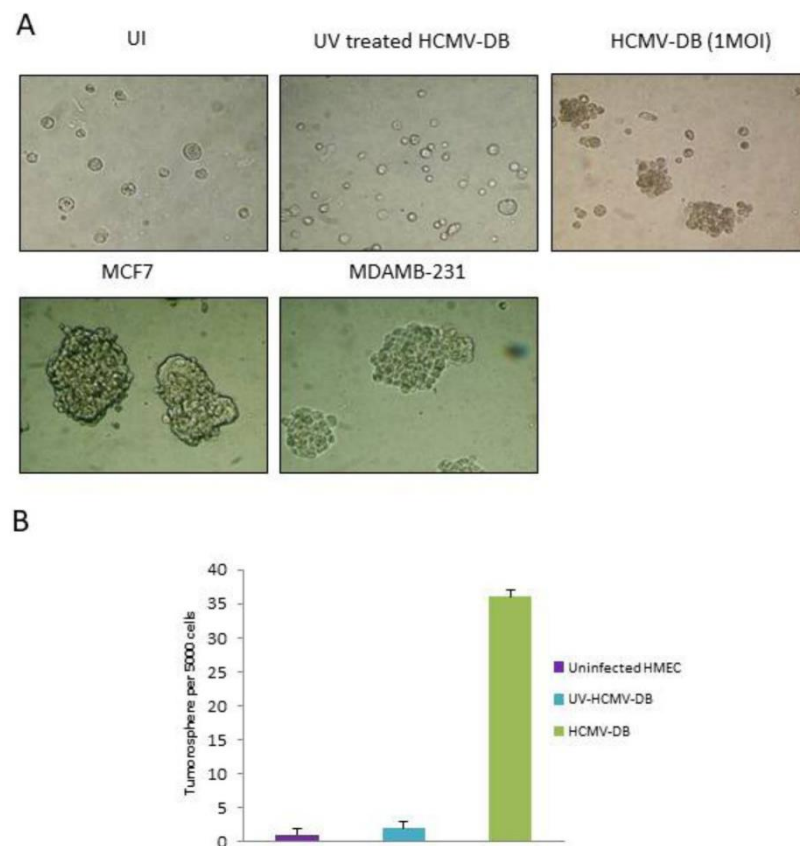 A
UI
UV treated HCMV-DB
HCMV-DB (1MOI)
MCF7
MDAMB-231
B
Tumorosphere per 5000 cells
40
35
30
25
20
15
10
5
0
Uninfected HMEC
UV-HCMV-DB
HCMV-DB